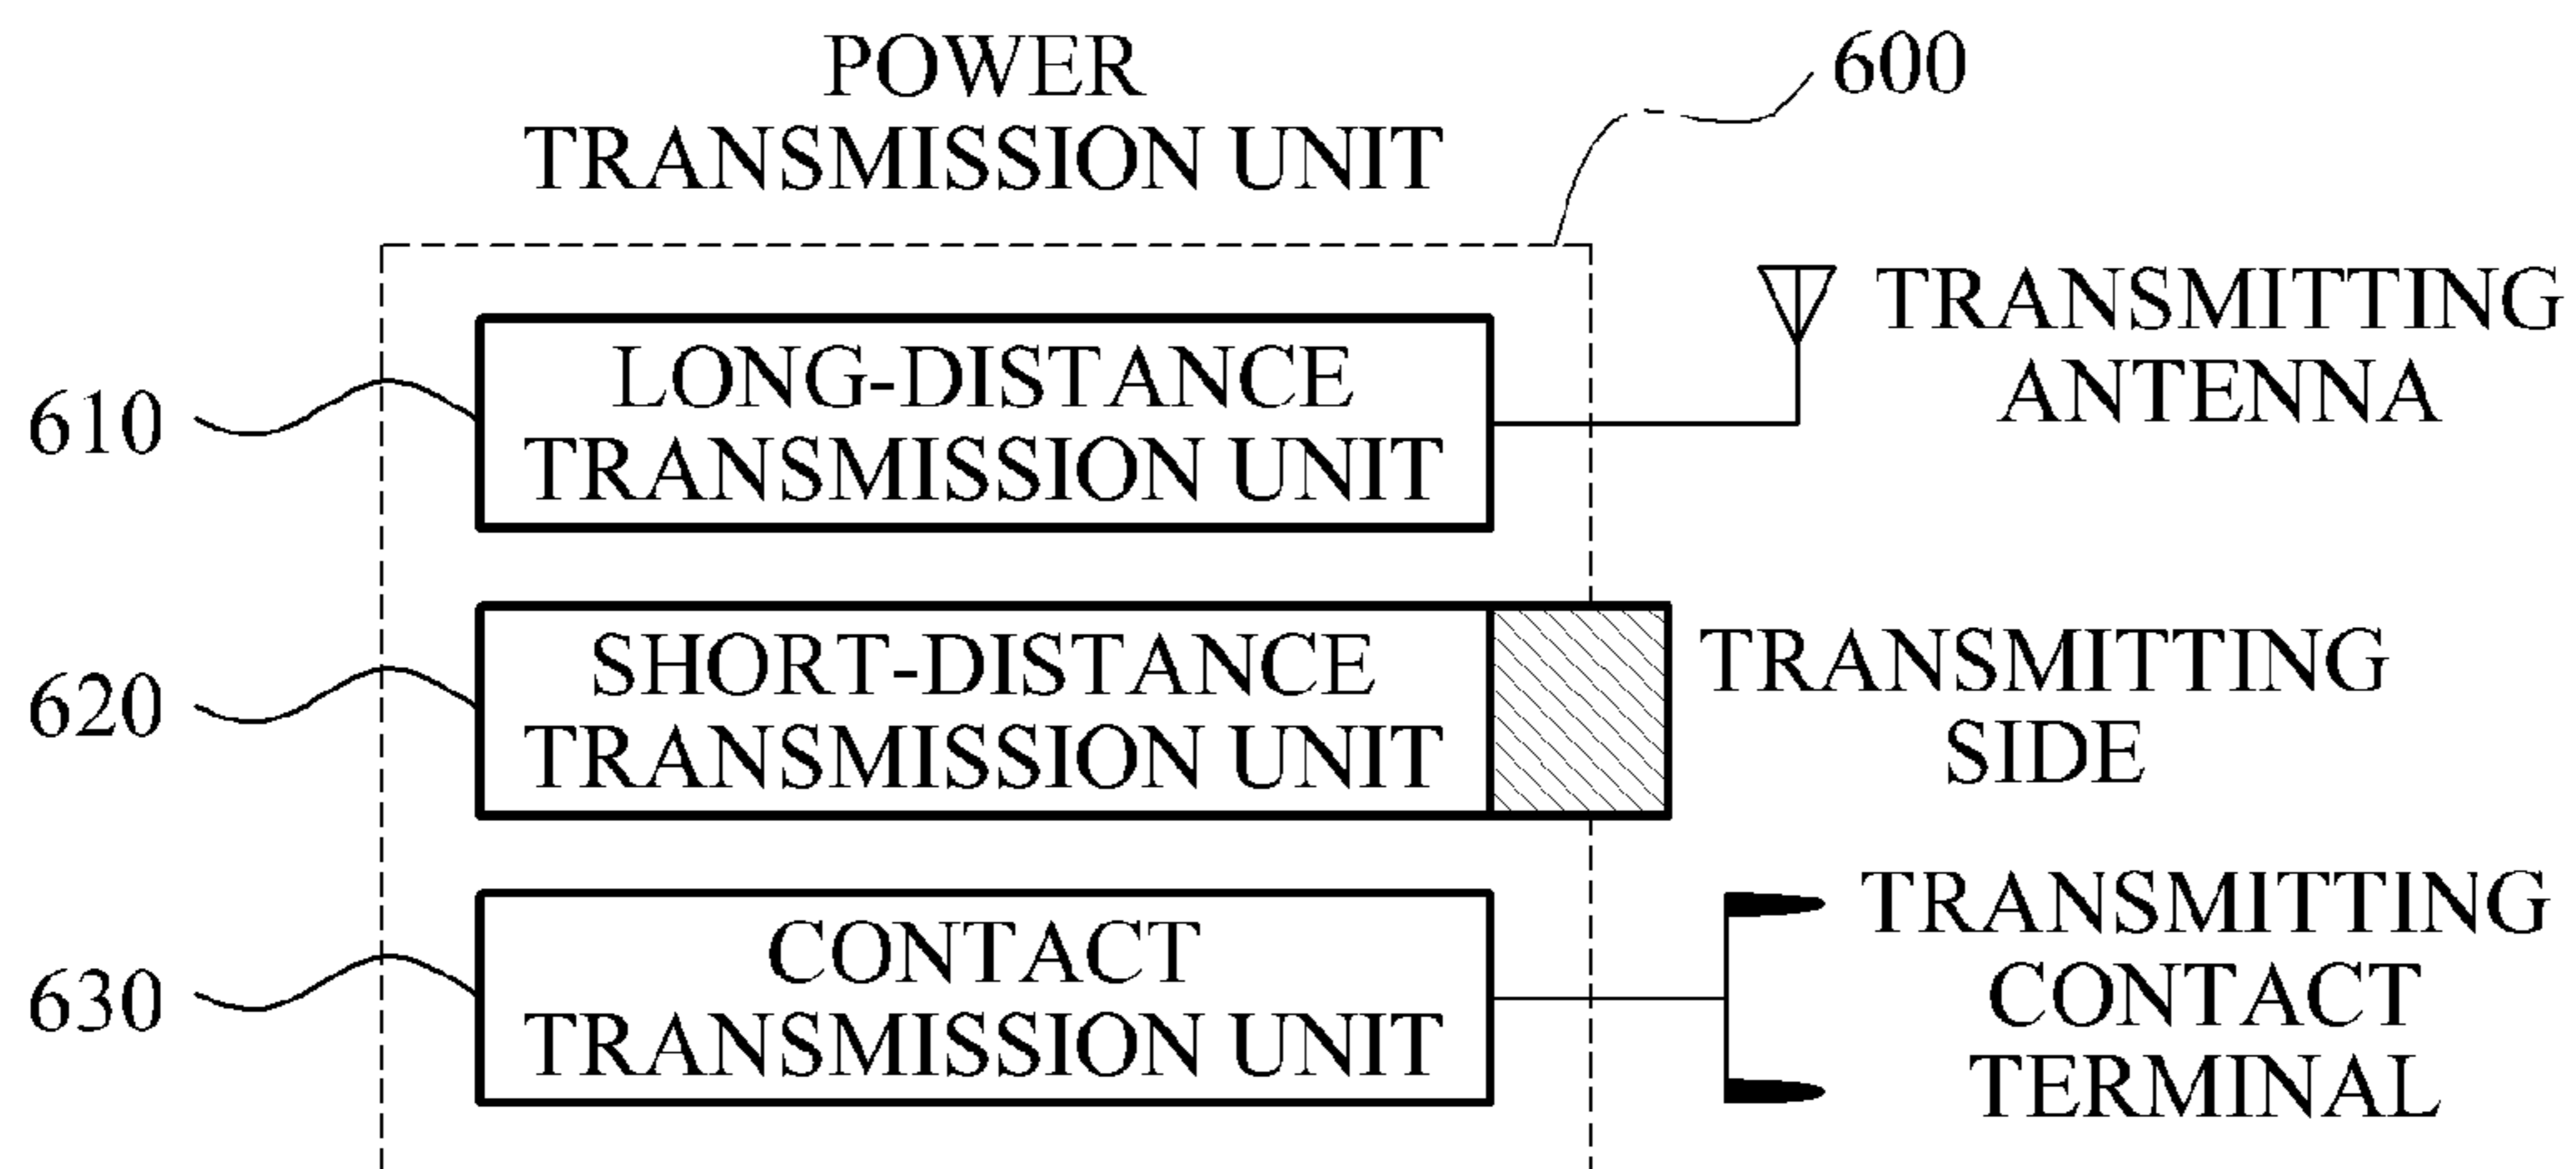 POWER
TRANSMISSION UNIT
600
LONG-DISTANCE
TRANSMISSION UNIT
610
TRANSMITTING
ANTENNA
SHORT-DISTANCE
TRANSMISSION UNIT
620
TRANSMITTING
SIDE
CONTACT
TRANSMISSION UNIT
630
TRANSMITTING
CONTACT
TERMINAL